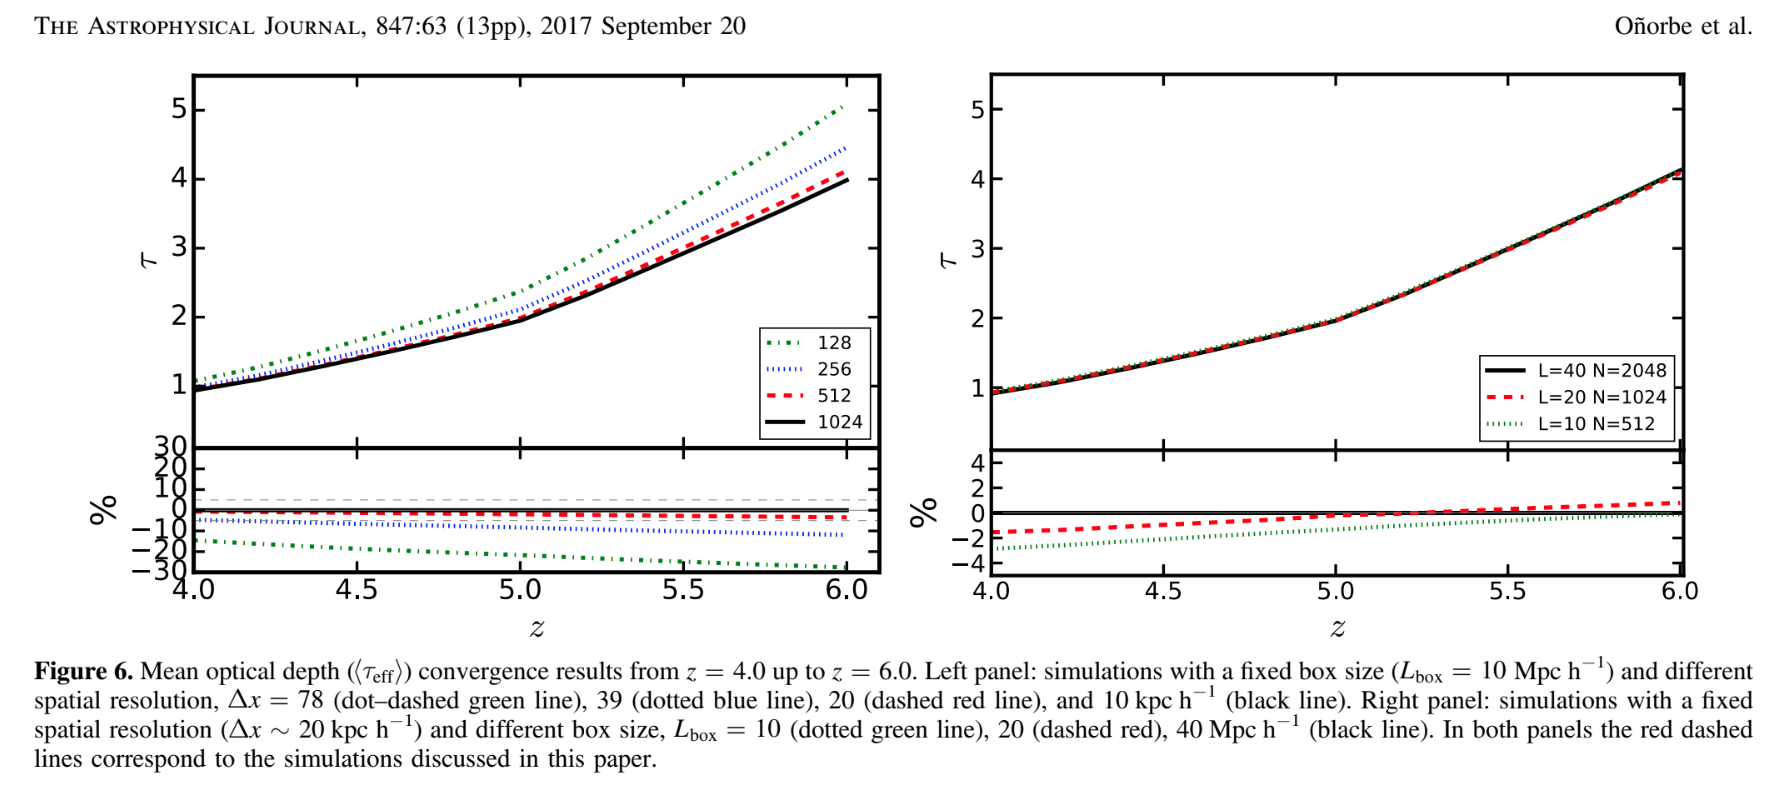 THE ASTROPHYSICAL JOURNAL, 847:63 (13pp), 2017 September 20
Oñorbe et al.
5
4
3
2
1
τ
128
256
512
1024
30
20
10
0
−10
−20
−30
%
4.0 4.5 5.0 5.5 6.0
z
5
4
3
2
1
τ
L=40 N=2048
L=20 N=1024
L=10 N=512
4
2
0
−2
−4
%
4.0 4.5 5.0 5.5 6.0
z
Figure 6. Mean optical depth (⟨τeff⟩) convergence results from z = 4.0 up to z = 6.0. Left panel: simulations with a fixed box size (Lbox = 10 Mpc h−1) and different
spatial resolution, Δx = 78 (dot–dashed green line), 39 (dotted blue line), 20 (dashed red line), and 10 kpc h−1 (black line). Right panel: simulations with a fixed
spatial resolution (Δx ∼ 20 kpc h−1) and different box size, Lbox = 10 (dotted green line), 20 (dashed red), 40 Mpc h−1 (black line). In both panels the red dashed
lines correspond to the simulations discussed in this paper.